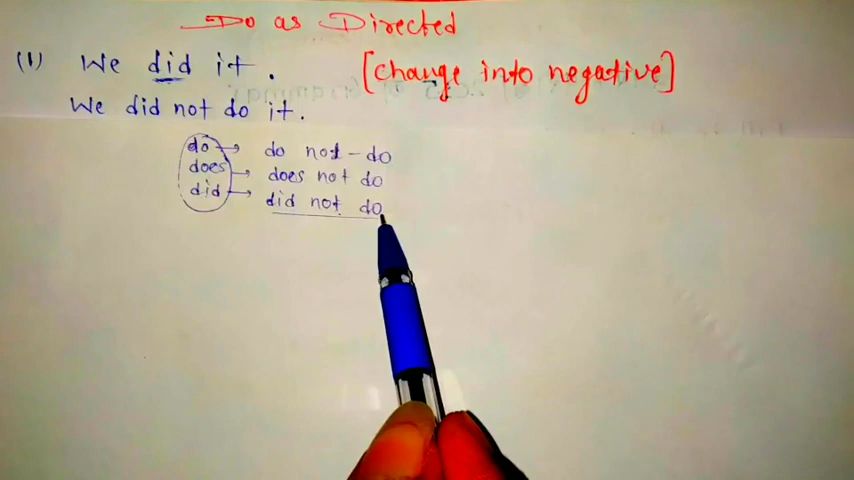 Do as Directed
(1) We did it. [change into negative]
We did not do it.
do → do not - do
does → does not do
did → did not do